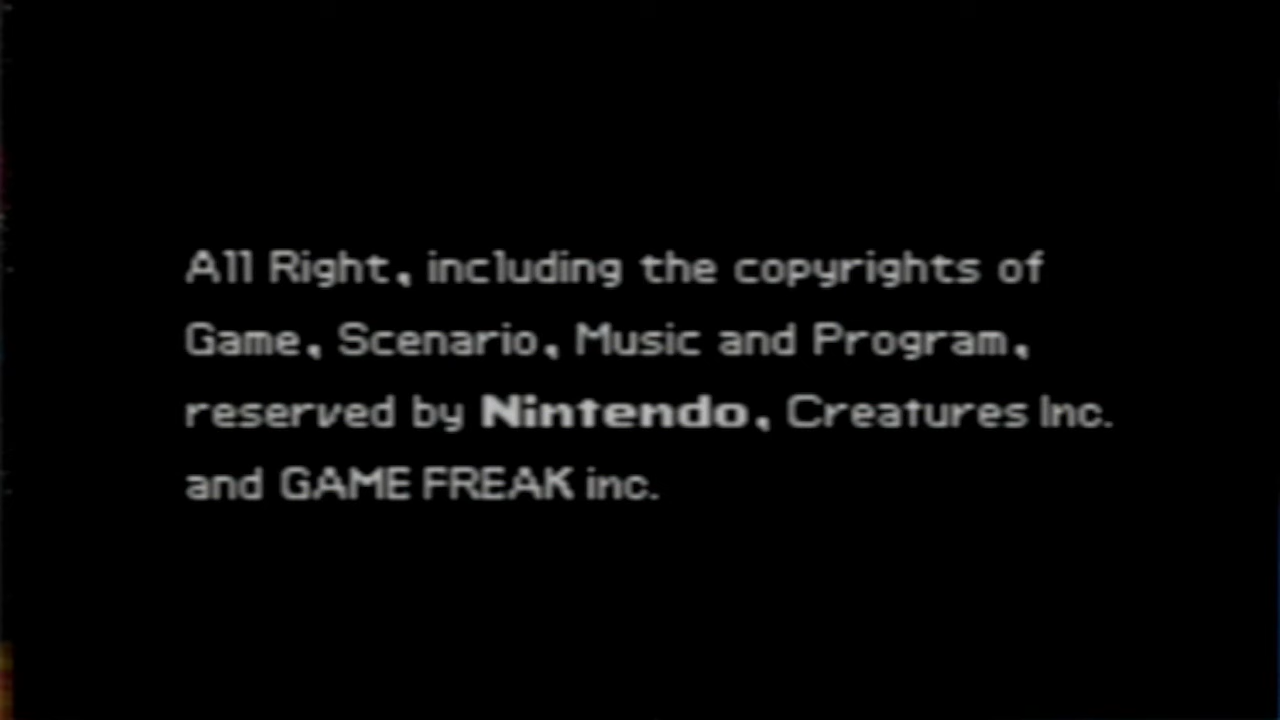 All Right, including the copyrights of
Game, Scenario, Music and Program,
reserved by Nintendo, Creatures Inc.
and GAME FREAK inc.